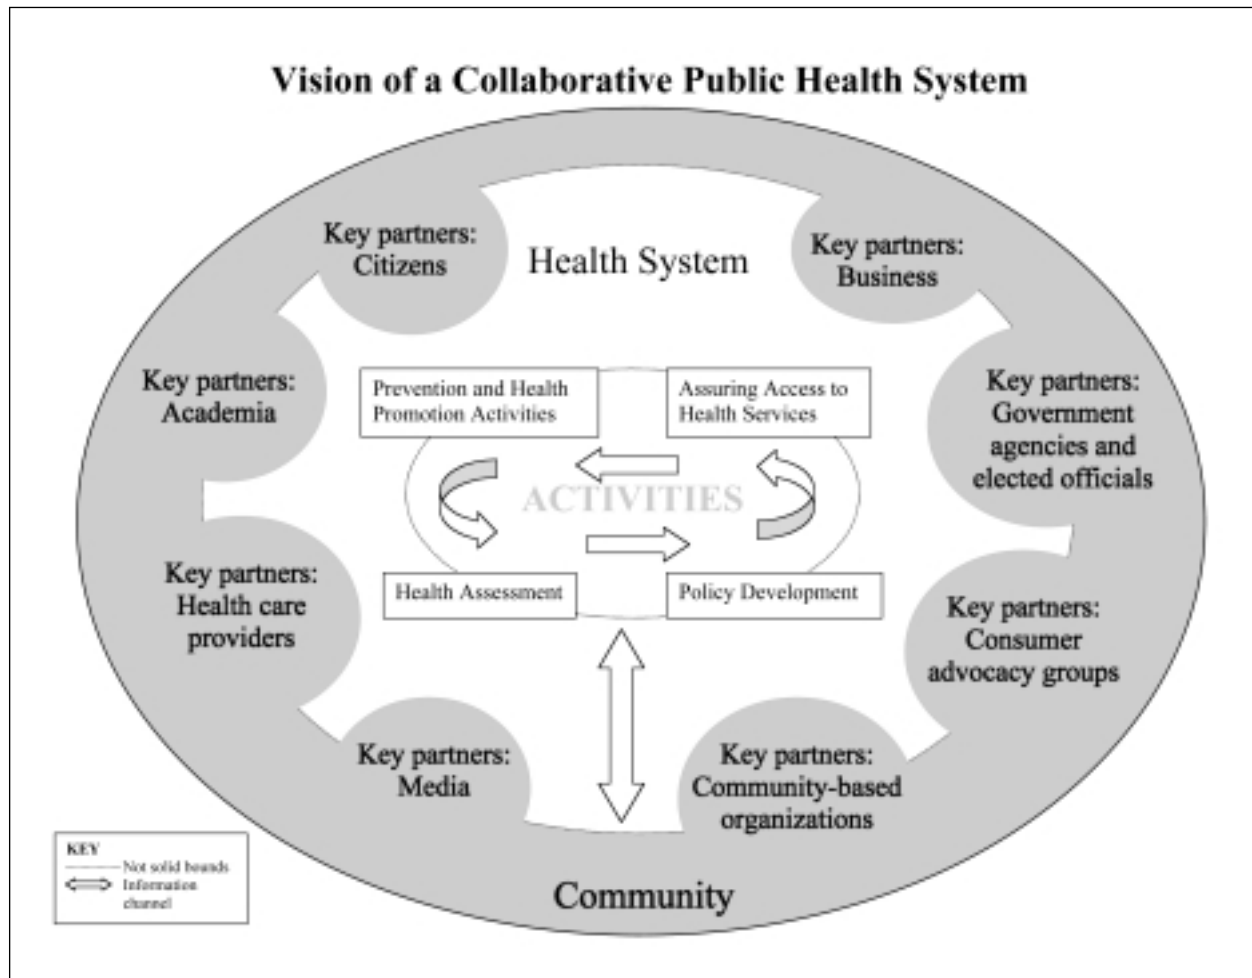 Vision of a Collaborative Public Health System
Key partners:
Citizens
Health System
Key partners:
Business
Key partners:
Academia
Prevention and Health
Promotion Activities
Assuring Access to
Health Services
Key partners:
Government
agencies and
elected officials
ACTIVITIES
Key partners:
Health care
providers
Health Assessment
Policy Development
Key partners:
Consumer
advocacy groups
Key partners:
Media
Key partners:
Community-based
organizations
KEY
Not solid bounds
Information
channel
Community